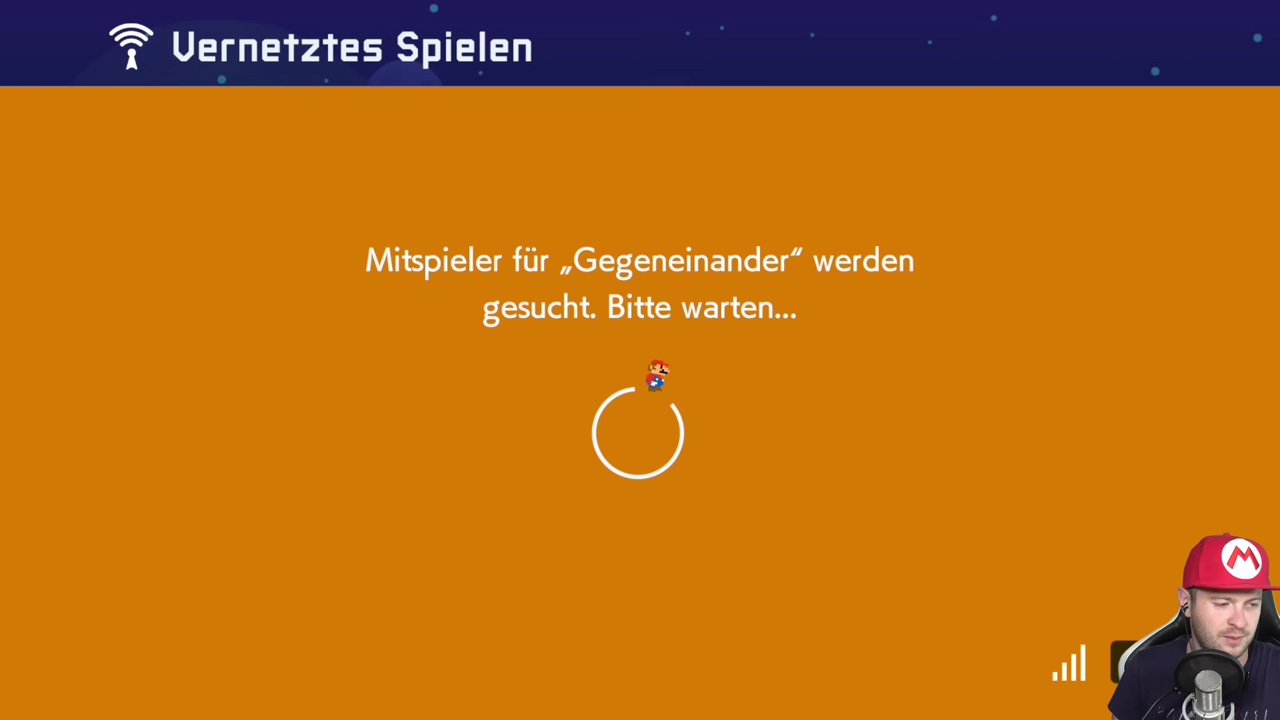 Vernetztes Spielen
Mitspieler für „Gegeneinander“ werden
gesucht. Bitte warten...
M